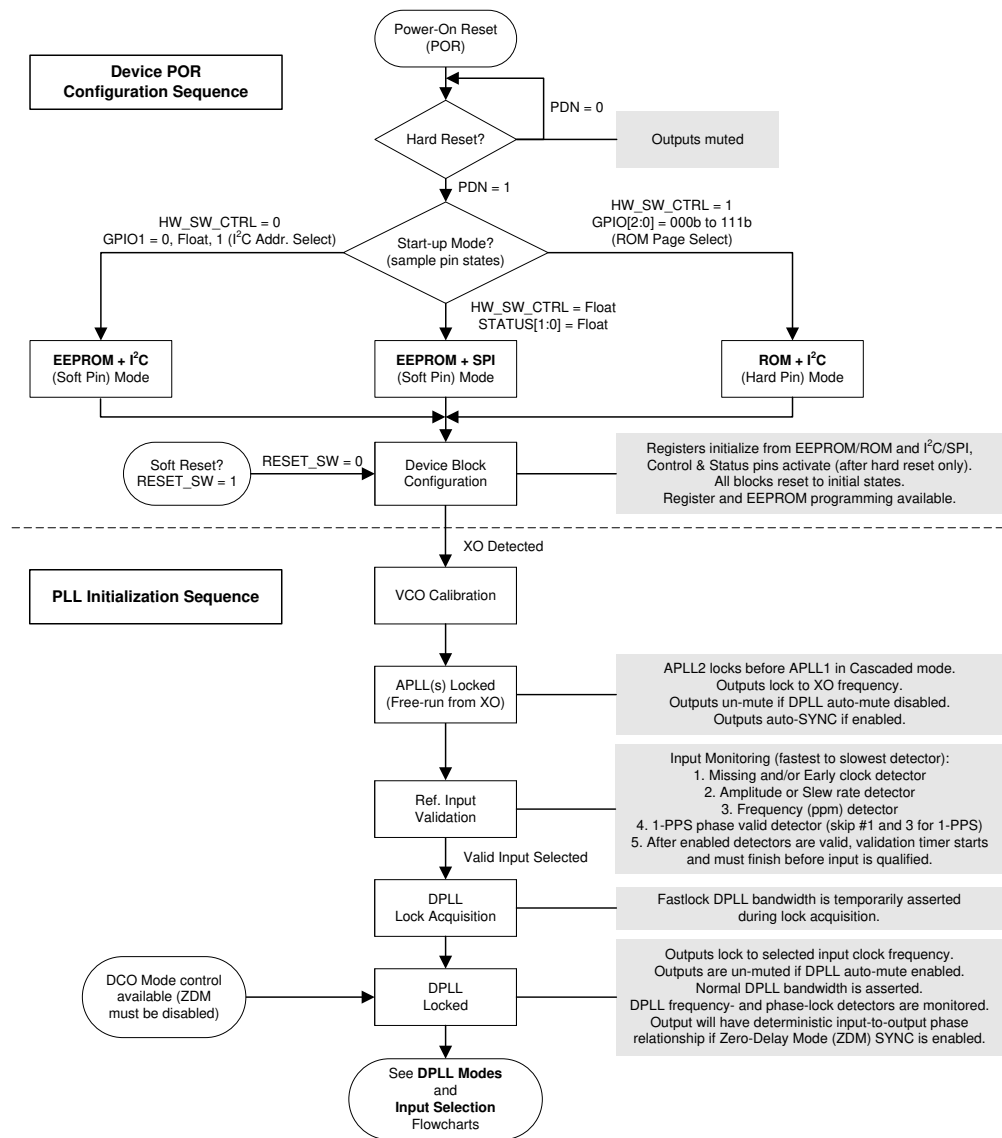 Power-On Reset
(POR)
Device POR
Configuration Sequence
PDN = 0
Hard Reset?
Outputs muted
PDN = 1
HW_SW_CTRL = 0
GPIO1 = 0, Float, 1 (I²C Addr. Select)
HW_SW_CTRL = 1
GPIO[2:0] = 000b to 111b
(ROM Page Select)
Start-up Mode?
(sample pin states)
HW_SW_CTRL = Float
STATUS[1:0] = Float
EEPROM + I²C
(Soft Pin) Mode
EEPROM + SPI
(Soft Pin) Mode
ROM + I²C
(Hard Pin) Mode
Soft Reset?
RESET_SW = 1
RESET_SW = 0
Device Block
Configuration
Registers initialize from EEPROM/ROM and I²C/SPI,
Control & Status pins activate (after hard reset only).
All blocks reset to initial states.
Register and EEPROM programming available.
XO Detected
PLL Initialization Sequence
VCO Calibration
APLL(s) Locked
(Free-run from XO)
APLL2 locks before APLL1 in Cascaded mode.
Outputs lock to XO frequency.
Outputs un-mute if DPLL auto-mute disabled.
Outputs auto-SYNC if enabled.
Ref. Input
Validation
Input Monitoring (fastest to slowest detector):
1. Missing and/or Early clock detector
2. Amplitude or Slew rate detector
3. Frequency (ppm) detector
4. 1-PPS phase valid detector (skip #1 and 3 for 1-PPS)
5. After enabled detectors are valid, validation timer starts
and must finish before input is qualified.
Valid Input Selected
DPLL
Lock Acquisition
Fastlock DPLL bandwidth is temporarily asserted
during lock acquisition.
DCO Mode control
available (ZDM
must be disabled)
DPLL
Locked
Outputs lock to selected input clock frequency.
Outputs are un-muted if DPLL auto-mute enabled.
Normal DPLL bandwidth is asserted.
DPLL frequency- and phase-lock detectors are monitored.
Output will have deterministic input-to-output phase
relationship if Zero-Delay Mode (ZDM) SYNC is enabled.
See DPLL Modes
and
Input Selection
Flowcharts